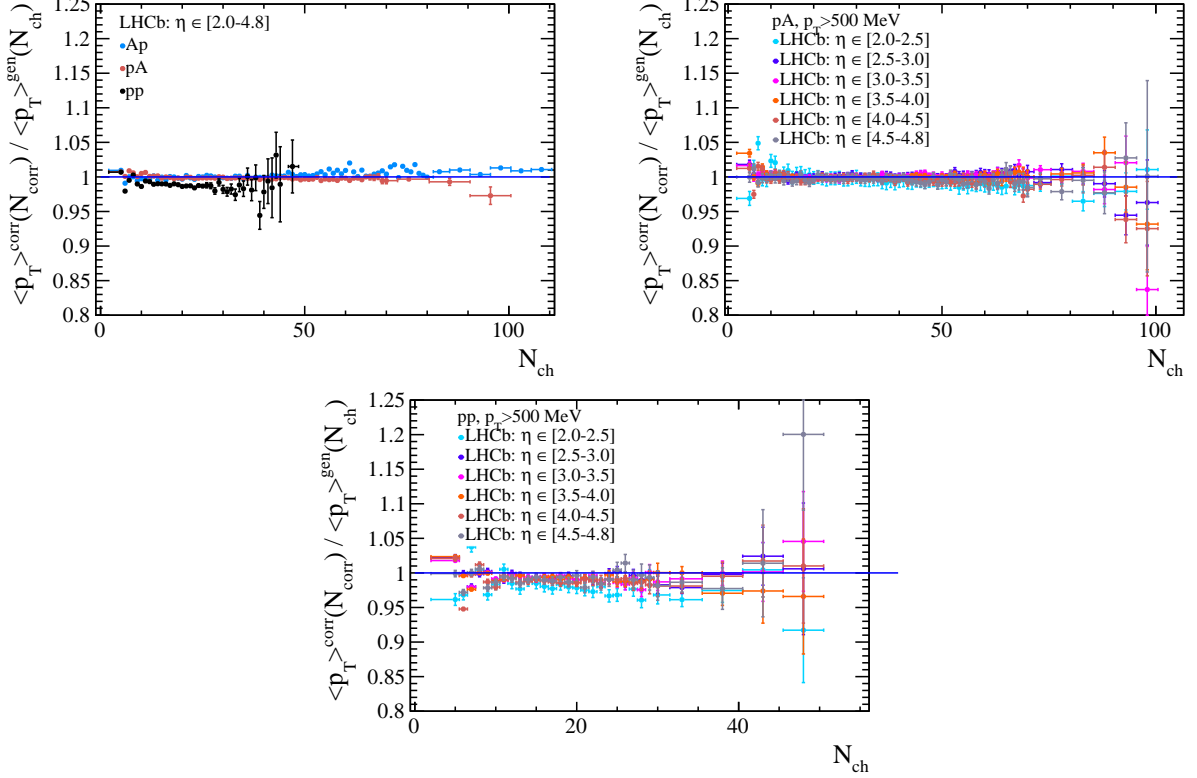 <p_T>^corr(N_corr) / <p_T>^gen(N_ch)
1.25
1.2
1.15
1.1
1.05
1
0.95
0.9
0.85
0.8
LHCb: η ∈ [2.0-4.8]
Ap
pA
pp
0
50
100
N_ch
<p_T>^corr(N_corr) / <p_T>^gen(N_ch)
1.25
1.2
1.15
1.1
1.05
1
0.95
0.9
0.85
0.8
pA, p_T>500 MeV
LHCb: η ∈ [2.0-2.5]
LHCb: η ∈ [2.5-3.0]
LHCb: η ∈ [3.0-3.5]
LHCb: η ∈ [3.5-4.0]
LHCb: η ∈ [4.0-4.5]
LHCb: η ∈ [4.5-4.8]
0
50
100
N_ch
<p_T>^corr(N_corr) / <p_T>^gen(N_ch)
1.25
1.2
1.15
1.1
1.05
1
0.95
0.9
0.85
0.8
pp, p_T>500 MeV
LHCb: η ∈ [2.0-2.5]
LHCb: η ∈ [2.5-3.0]
LHCb: η ∈ [3.0-3.5]
LHCb: η ∈ [3.5-4.0]
LHCb: η ∈ [4.0-4.5]
LHCb: η ∈ [4.5-4.8]
0
20
40
N_ch